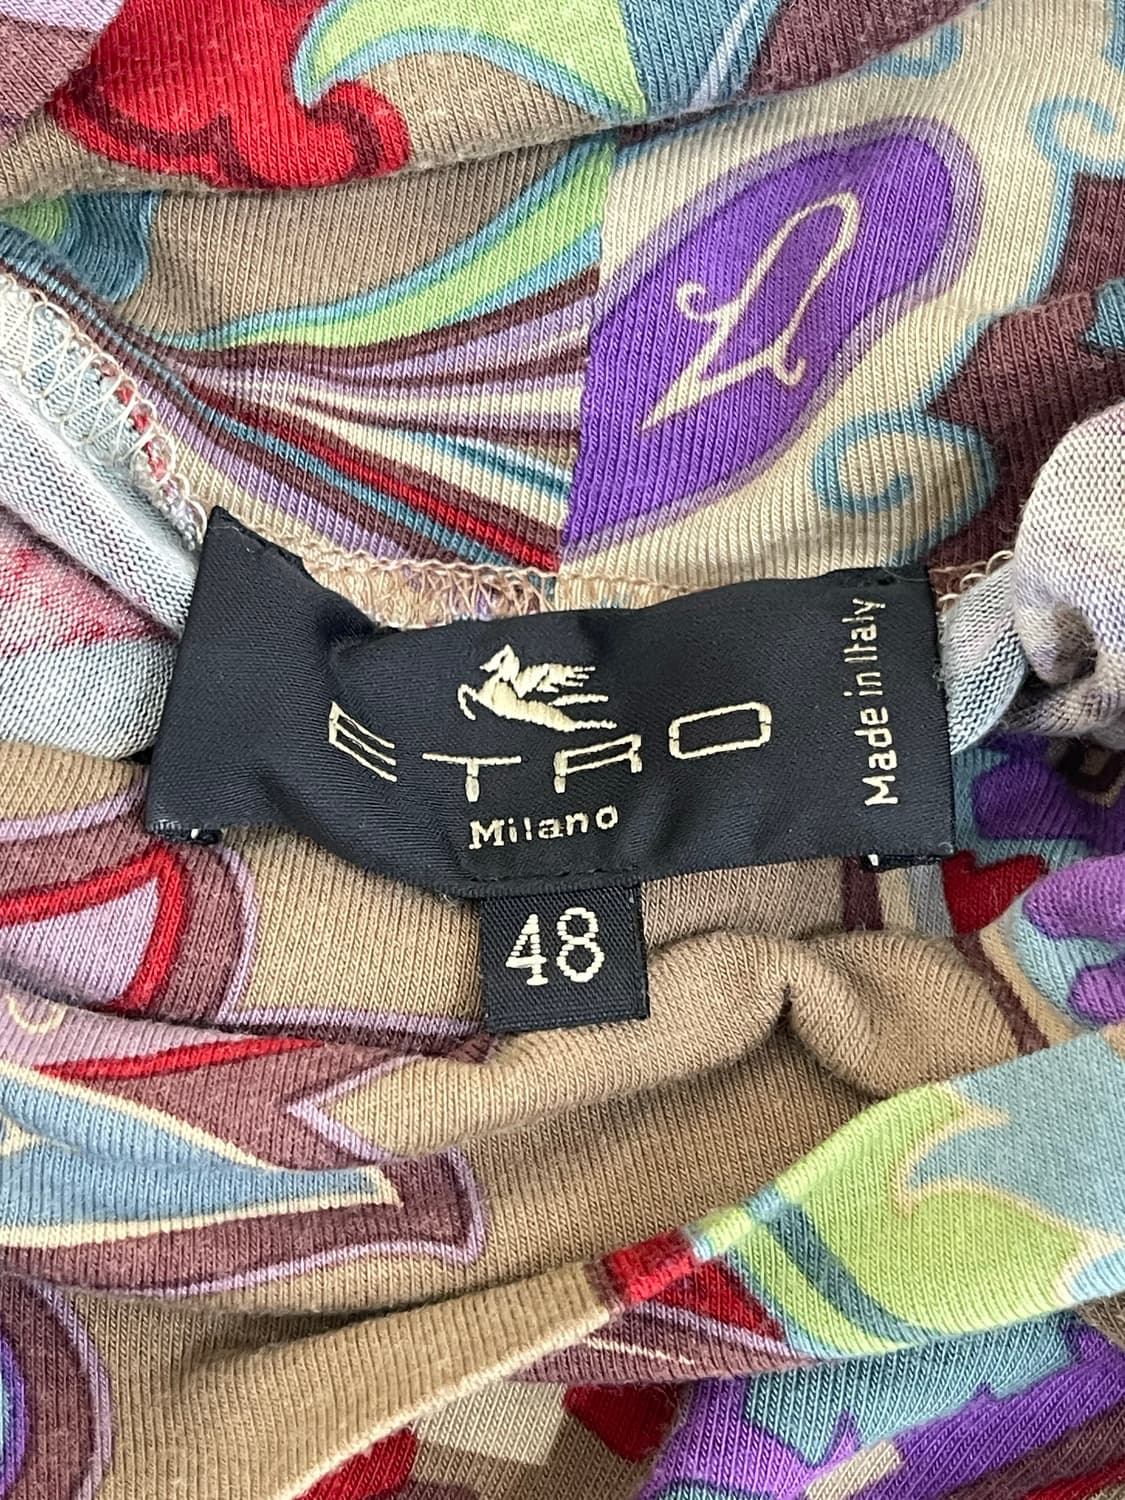 ETRO
Milano
Made in Italy
48